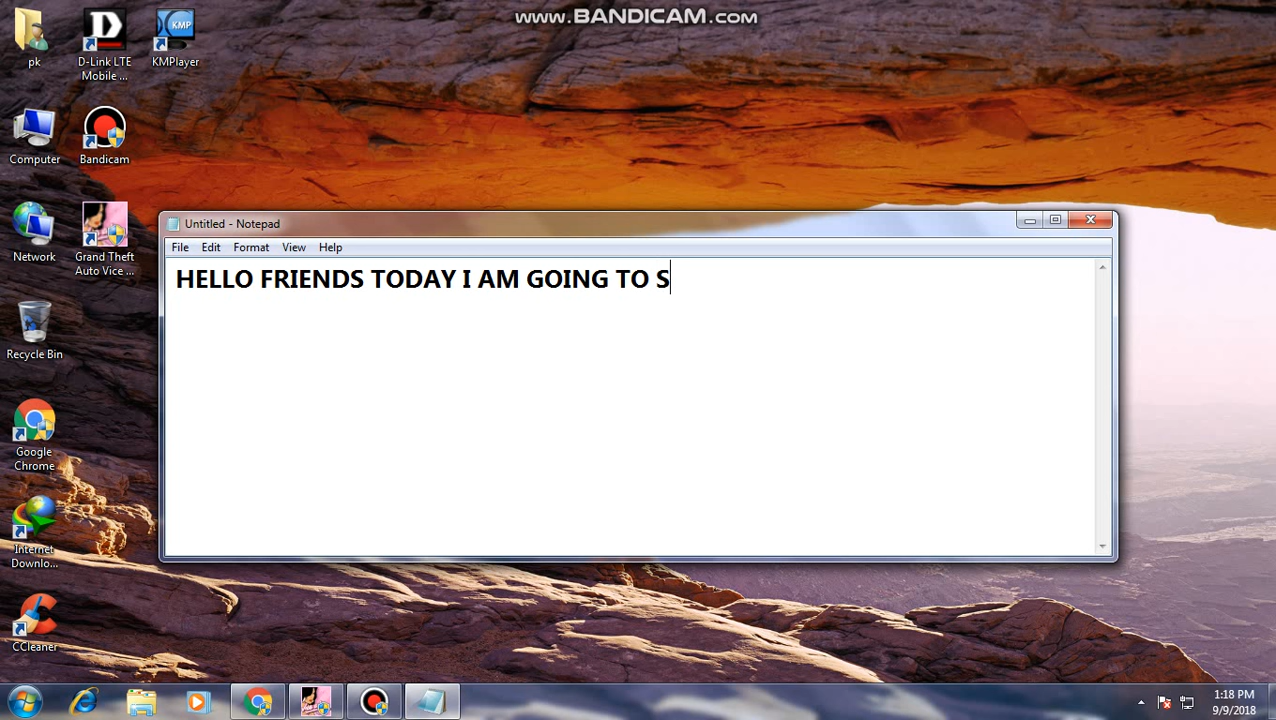 www.BANDICAM.com
pk
D-Link LTE
Mobile ...
KMPlayer
KMP
Computer
Bandicam
Network
Grand Theft
Auto Vice ...
Recycle Bin
Google
Chrome
Internet
Downlo...
CCleaner
Untitled - Notepad
File Edit Format View Help
HELLO FRIENDS TODAY I AM GOING TO S
1:18 PM
9/9/2018